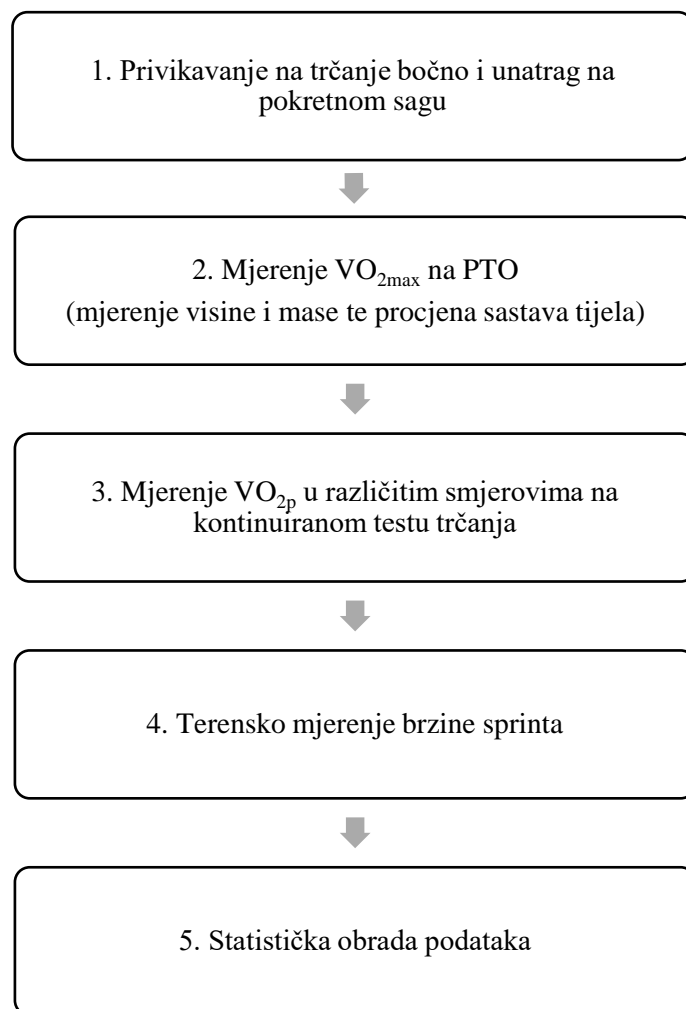 1. Privikavanje na trčanje bočno i unatrag na
pokretnom sagu
2. Mjerenje VO2max na PTO
(mjerenje visine i mase te procjena sastava tijela)
3. Mjerenje VO2p u različitim smjerovima na
kontinuiranom testu trčanja
4. Terensko mjerenje brzine sprinta
5. Statistička obrada podataka